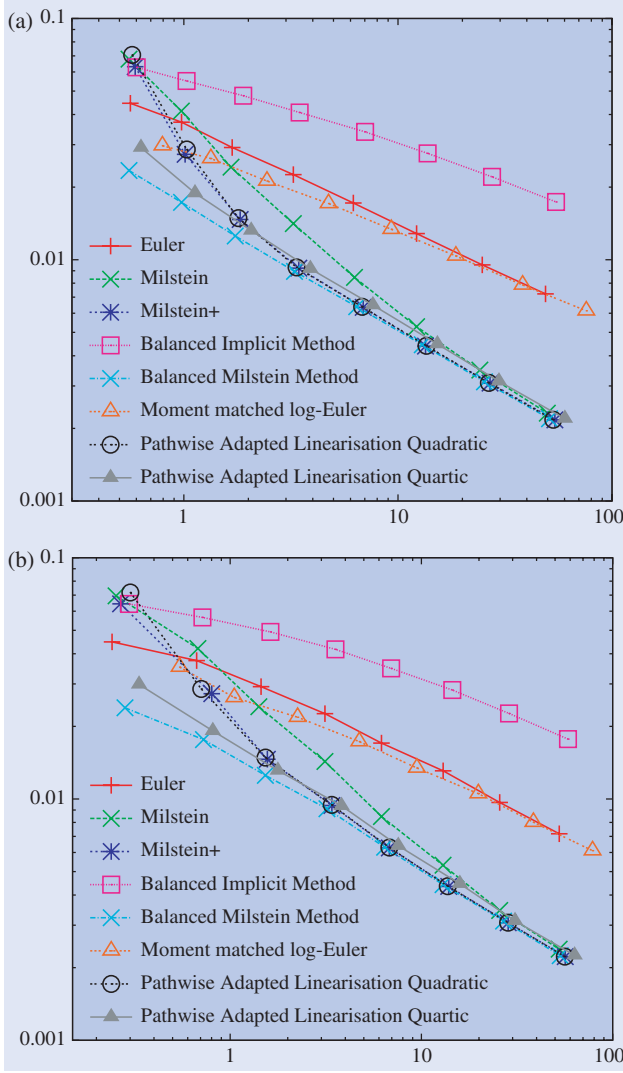 (a)
0.1
0.01
0.001
Euler
Milstein
Milstein+
Balanced Implicit Method
Balanced Milstein Method
Moment matched log-Euler
Pathwise Adapted Linearisation Quadratic
Pathwise Adapted Linearisation Quartic
1
10
100
(b)
0.1
0.01
0.001
Euler
Milstein
Milstein+
Balanced Implicit Method
Balanced Milstein Method
Moment matched log-Euler
Pathwise Adapted Linearisation Quadratic
Pathwise Adapted Linearisation Quartic
1
10
100